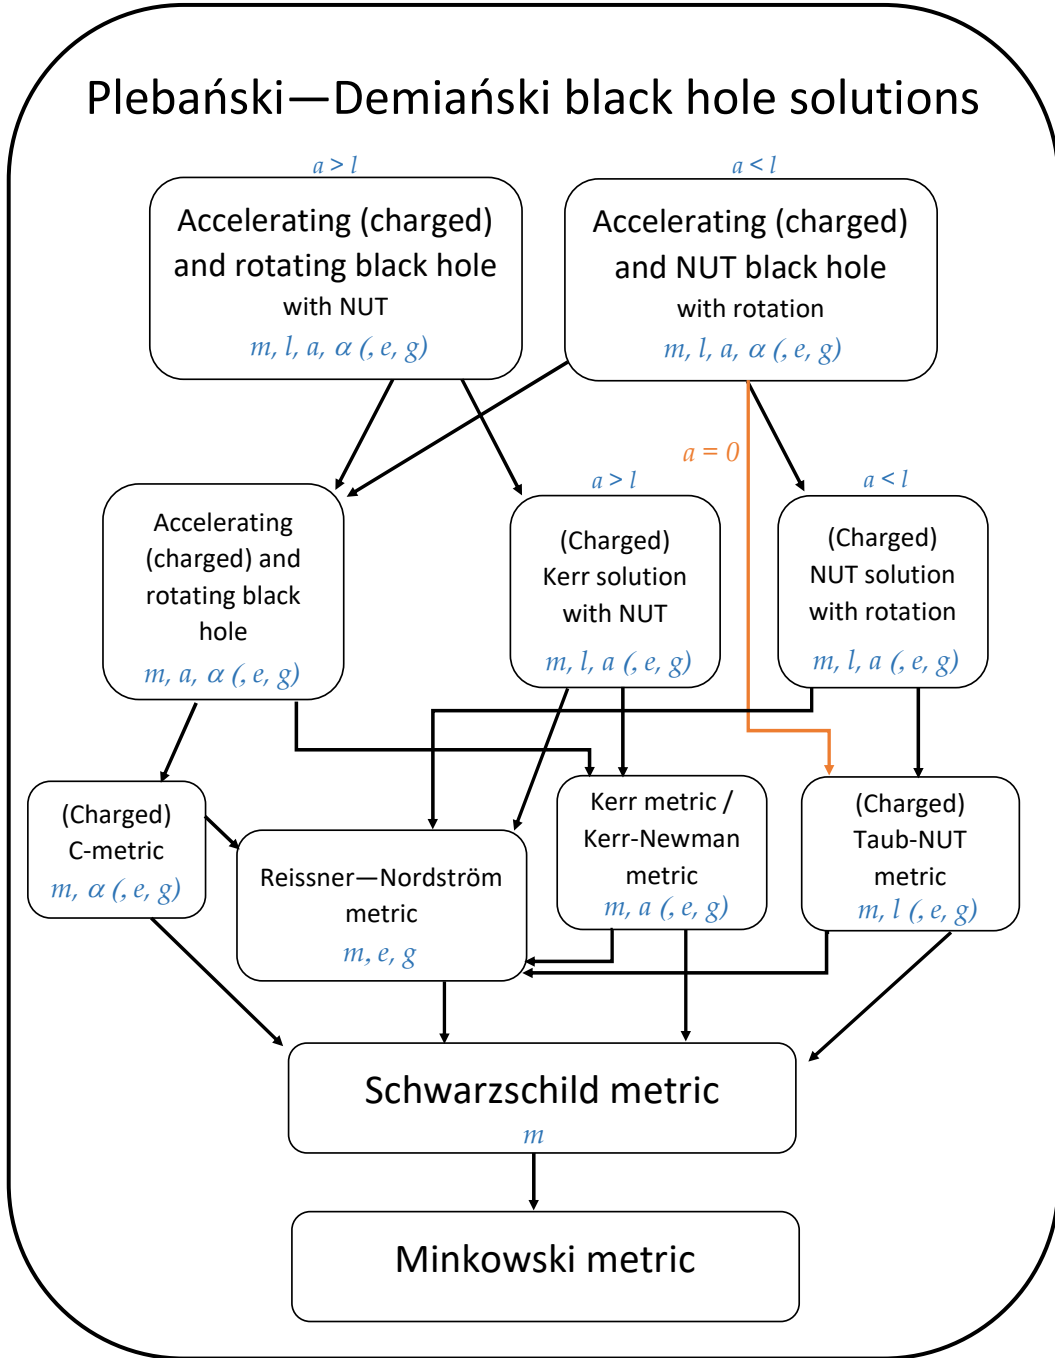 Plebański—Demiański black hole solutions
a > l
Accelerating (charged)
and rotating black hole
with NUT
m, l, a, α (, e, g)
a < l
Accelerating (charged)
and NUT black hole
with rotation
m, l, a, α (, e, g)
a = 0
Accelerating
(charged) and
rotating black
hole
m, a, α (, e, g)
a > l
(Charged)
Kerr solution
with NUT
m, l, a (, e, g)
a < l
(Charged)
NUT solution
with rotation
m, l, a (, e, g)
(Charged)
C-metric
m, α (, e, g)
Reissner—Nordström
metric
m, e, g
Kerr metric /
Kerr-Newman
metric
m, a (, e, g)
(Charged)
Taub-NUT
metric
m, l (, e, g)
Schwarzschild metric
m
Minkowski metric